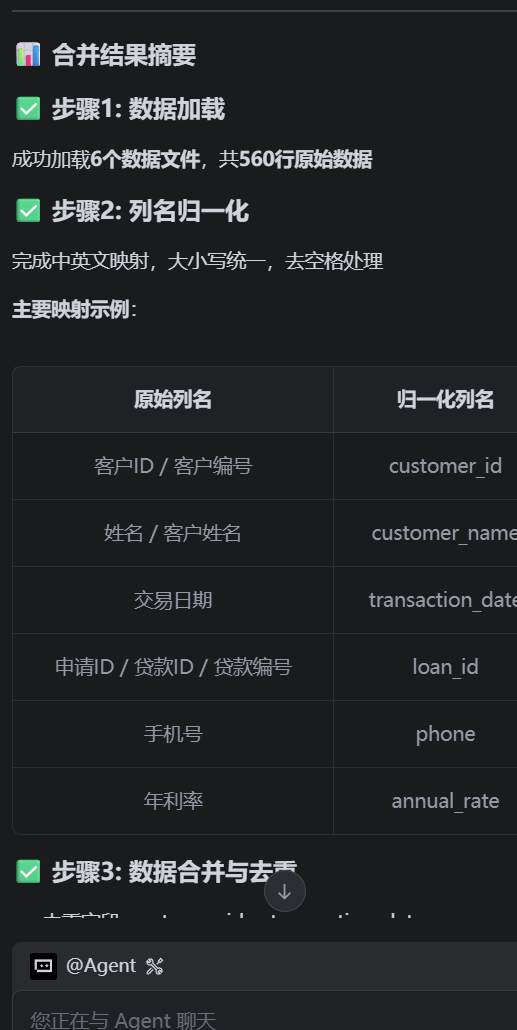 合并结果摘要
步骤1: 数据加载
成功加载6个数据文件，共560行原始数据
步骤2: 列名归一化
完成中英文映射，大小写统一，去空格处理
主要映射示例：
原始列名 归一化列名
客户ID / 客户编号 customer_id
姓名 / 客户姓名 customer_name
交易日期 transaction_date
申请ID / 贷款ID / 贷款编号 loan_id
手机号 phone
年利率 annual_rate
步骤3: 数据合并与去重
@Agent
您正在与 Agent 聊天